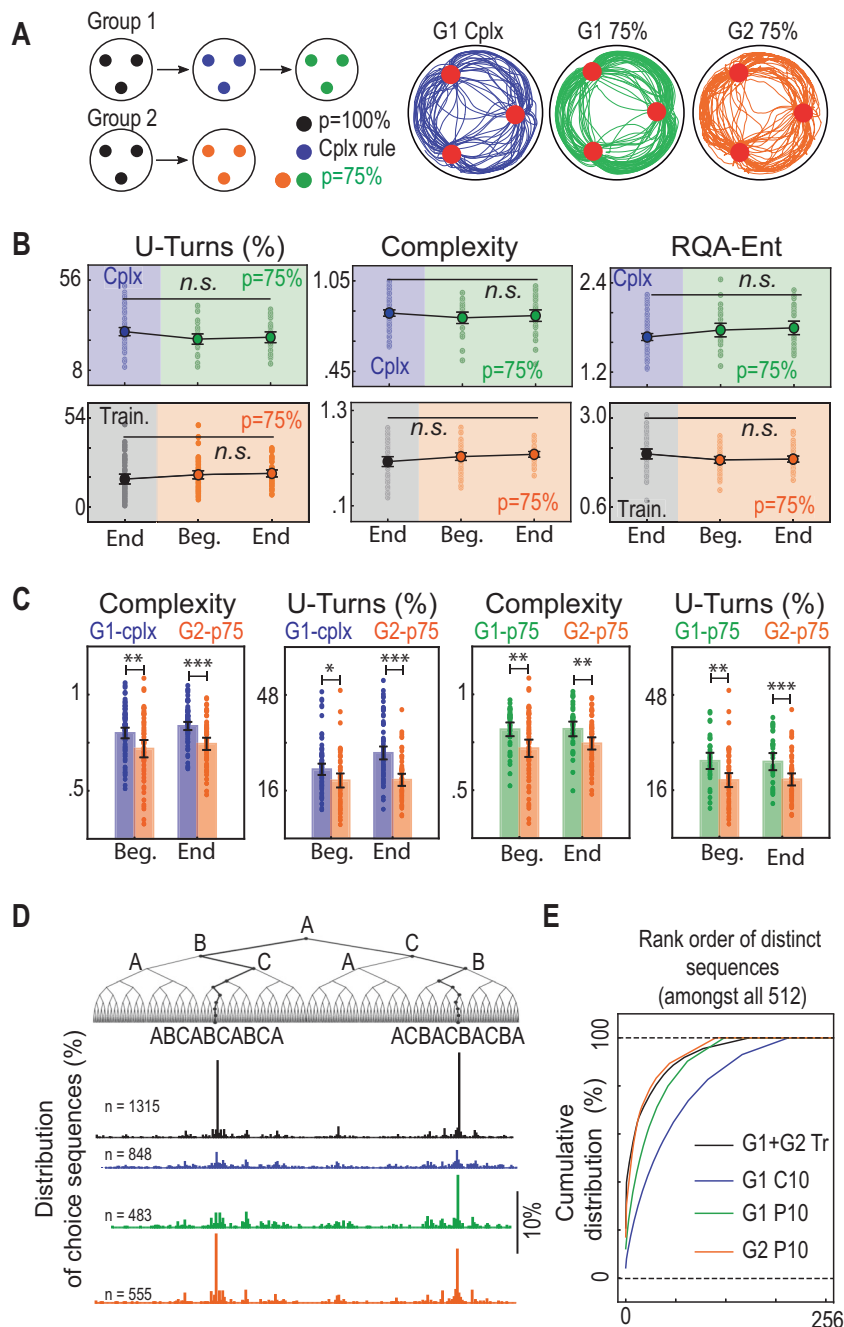 A
Group 1
Group 2
p=100%
Cplx rule
p=75%
G1 Cplx
G1 75%
G2 75%
B
U-Turns (%)
Complexity
RQA-Ent
56
8
Cplx
p=75%
n.s.
1.05
.45
n.s.
Cplx
p=75%
2.4
1.2
Cplx
n.s.
p=75%
54
0
Train.
p=75%
n.s.
1.3
.1
n.s.
p=75%
3.0
0.6
n.s.
Train.
p=75%
End
Beg.
End
End
Beg.
End
End
Beg.
End
C
Complexity
G1-cplx
G2-p75
**
***
1
.5
Beg.
End
U-Turns (%)
G1-cplx
G2-p75
*
***
48
16
Beg.
End
Complexity
G1-p75
G2-p75
**
**
1
.5
Beg.
End
U-Turns (%)
G1-p75
G2-p75
**
***
48
16
Beg.
End
D
A
B
C
A
C
A
B
ABCABCABCA
ACBACBACBA
Distribution
of choice sequences (%)
n = 1315
n = 848
n = 483
n = 555
10%
E
Rank order of distinct
sequences
(amongst all 512)
Cumulative
distribution (%)
100
0
G1+G2 Tr
G1 C10
G1 P10
G2 P10
0
256